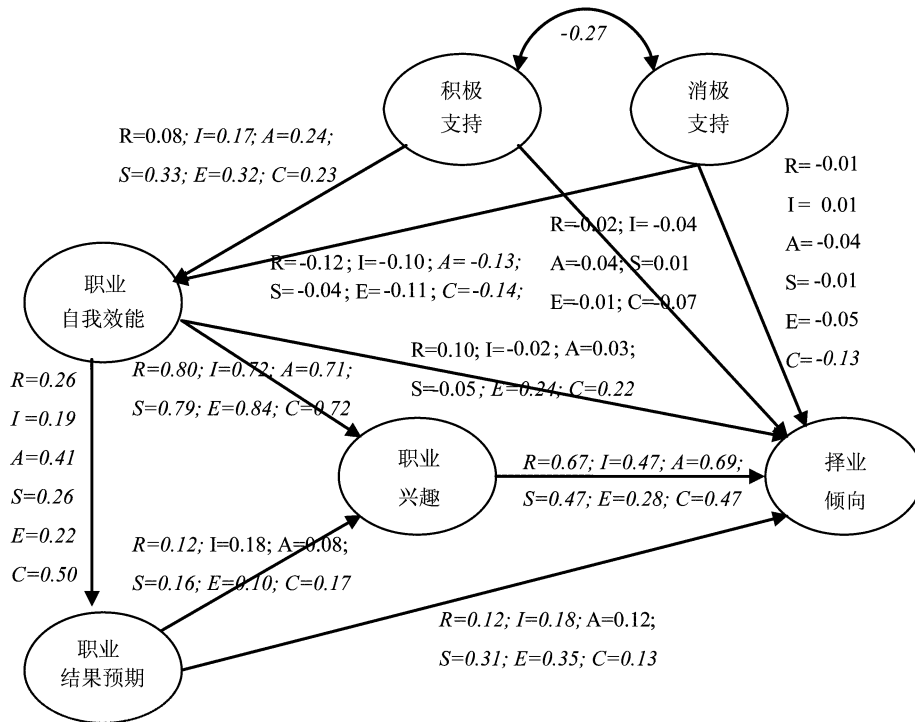 -0.27
积极
支持
消极
支持
R=0.08; I=0.17; A=0.24;
S=0.33; E=0.32; C=0.23
R= -0.01
I = 0.01
A= -0.04
S= -0.01
E= -0.05
C= -0.13
R=-0.02; I= -0.04
A=-0.04; S=0.01
E=-0.01; C=-0.07
R= -0.12; I=-0.10; A= -0.13;
S=-0.04; E=-0.11; C=-0.14;
职业
自我效能
R=0.10; I=-0.02; A=0.03;
S=-0.05; E=0.24; C=0.22
R=0.80; I=0.72; A=0.71;
S=0.79; E=0.84; C=0.72
R=0.26
I =0.19
A=0.41
S=0.26
E=0.22
C=0.50
职业
兴趣
R=0.67; I=0.47; A=0.69;
S=0.47; E=0.28; C=0.47
择业
倾向
R=0.12; I=0.18; A=0.08;
S=0.16; E=0.10; C=0.17
R=0.12; I=0.18; A=0.12;
S=0.31; E=0.35; C=0.13
职业
结果预期